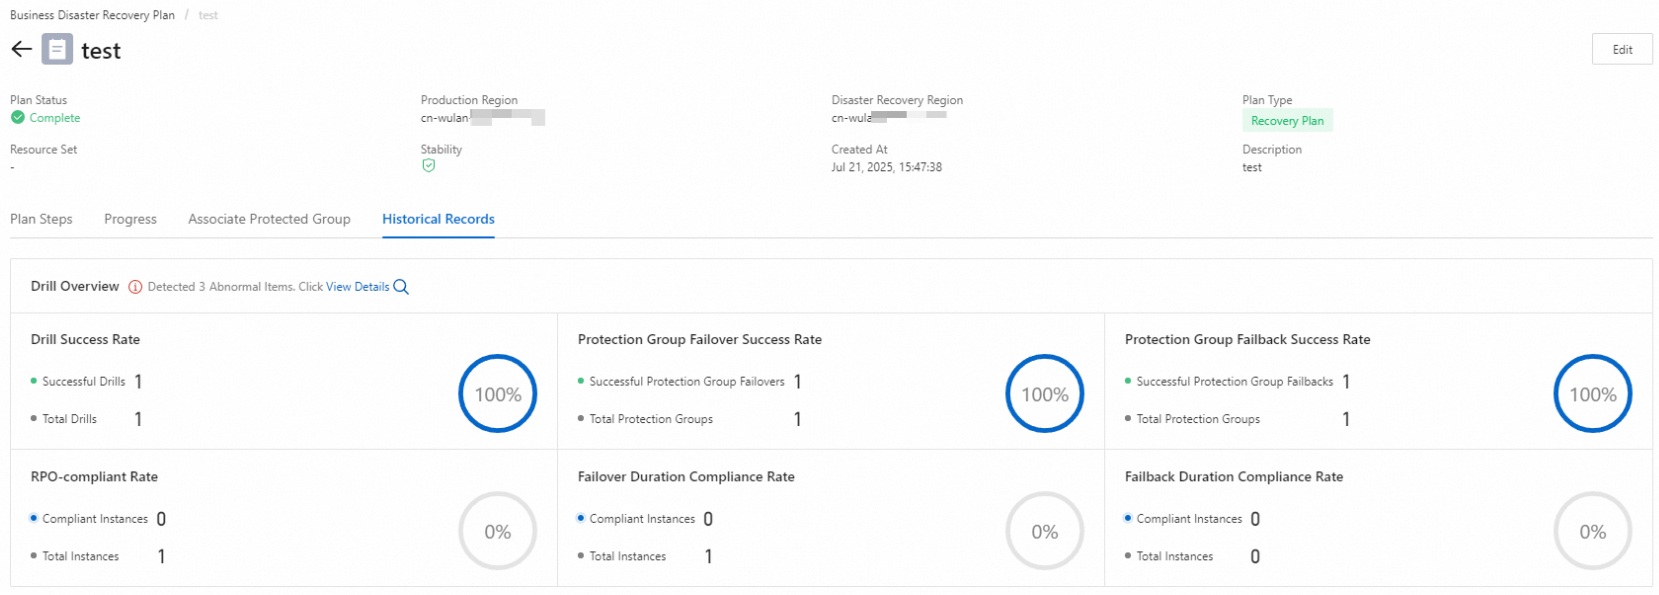 Business Disaster Recovery Plan / test
test
Edit
Plan Status
Complete
Production Region
cn-wulan
Disaster Recovery Region
cn-wula
Plan Type
Recovery Plan
Resource Set
-
Stability
Created At
Jul 21, 2025, 15:47:38
Description
test
Plan Steps Progress Associate Protected Group Historical Records
Drill Overview Detected 3 Abnormal Items. Click View Details
Drill Success Rate
Successful Drills 1
Total Drills 1
100%
Protection Group Failover Success Rate
Successful Protection Group Failovers 1
Total Protection Groups 1
100%
Protection Group Failback Success Rate
Successful Protection Group Failbacks 1
Total Protection Groups 1
100%
RPO-compliant Rate
Compliant Instances 0
Total Instances 1
0%
Failover Duration Compliance Rate
Compliant Instances 0
Total Instances 1
0%
Failback Duration Compliance Rate
Compliant Instances 0
Total Instances 0
0%